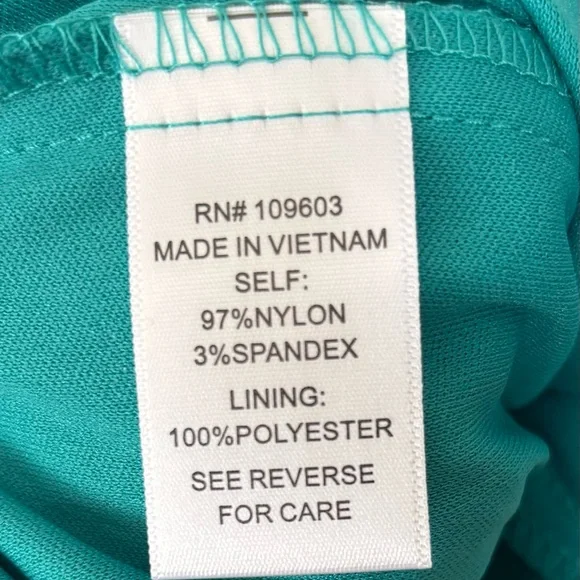 RN# 109603
MADE IN VIETNAM
SELF:
97%NYLON
3%SPANDEX
LINING:
100%POLYESTER
SEE REVERSE
FOR CARE